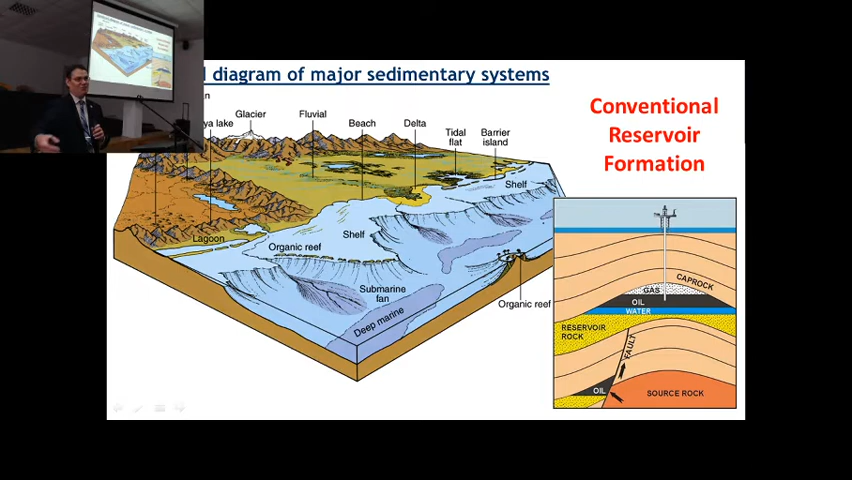 diagram of major sedimentary systems
Conventional
Reservoir
Formation
Glacier
Fluvial
Beach
Delta
Tidal
flat
Barrier
island
ya lake
Shelf
Lagoon
Organic reef
Shelf
Submarine
fan
Deep marine
Organic reef
CAPROCK
GAS
OIL
WATER
RESERVOIR
ROCK
FAULT
OIL
SOURCE ROCK